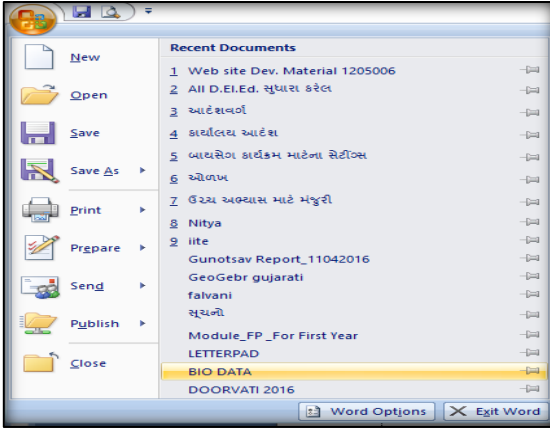 New
Open
Save
Save As
Print
Prepare
Send
Publish
Close
Recent Documents
1 Web site Dev. Material 1205006
2 All D.El.Ed. સુધારા કરેલ
3 આદેશવર્ગ
4 કાર્યાલય આદેશ
5 બાયસેગ કાર્યક્રમ માટેના સેટીંગ્સ
6 ઓળખ
7 ઉચ્ચ અભ્યાસ માટે મંજુરી
8 Nitya
9 iite
Gunotsav Report_11042016
GeoGebr gujarati
falvani
સૂચનો
Module_FP _For First Year
LETTERPAD
BIO DATA
DOORVATI 2016
Word Options
Exit Word